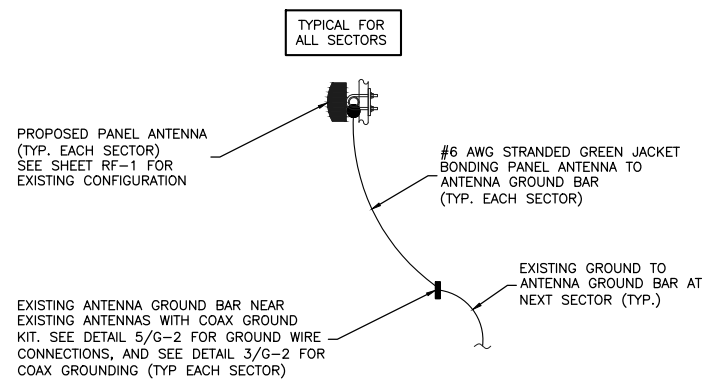 TYPICAL FOR
ALL SECTORS
PROPOSED PANEL ANTENNA
(TYP. EACH SECTOR)
SEE SHEET RF-1 FOR
EXISTING CONFIGURATION
#6 AWG STRANDED GREEN JACKET
BONDING PANEL ANTENNA TO
ANTENNA GROUND BAR
(TYP. EACH SECTOR)
EXISTING GROUND TO
ANTENNA GROUND BAR AT
NEXT SECTOR (TYP.)
EXISTING ANTENNA GROUND BAR NEAR
EXISTING ANTENNAS WITH COAX GROUND
KIT. SEE DETAIL 5/G-2 FOR GROUND WIRE
CONNECTIONS, AND SEE DETAIL 3/G-2 FOR
COAX GROUNDING (TYP EACH SECTOR)